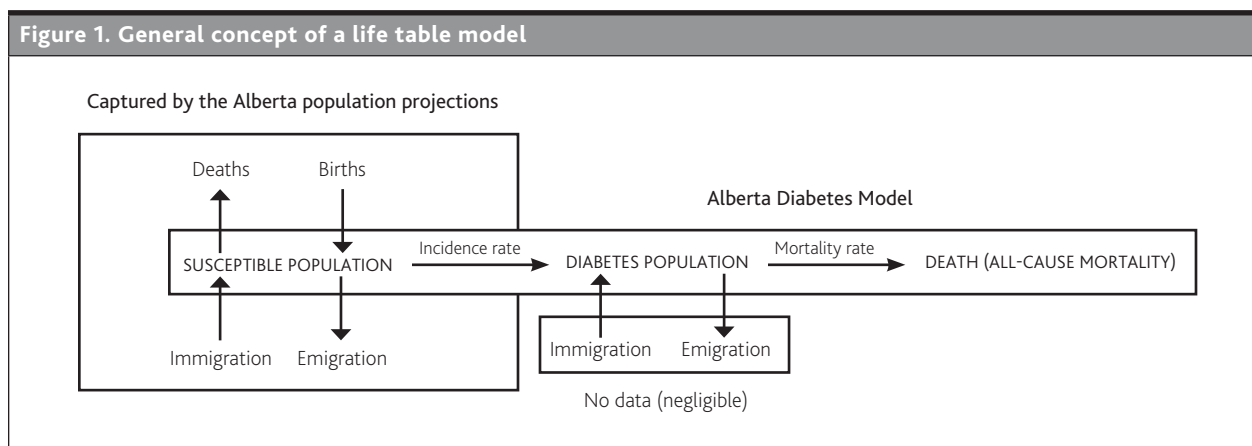 Figure 1. General concept of a life table model
Captured by the Alberta population projections
Deaths
Births
Alberta Diabetes Model
SUSCEPTIBLE POPULATION
Incidence rate
DIABETES POPULATION
Mortality rate
DEATH (ALL-CAUSE MORTALITY)
Immigration
Emigration
Immigration
Emigration
No data (negligible)